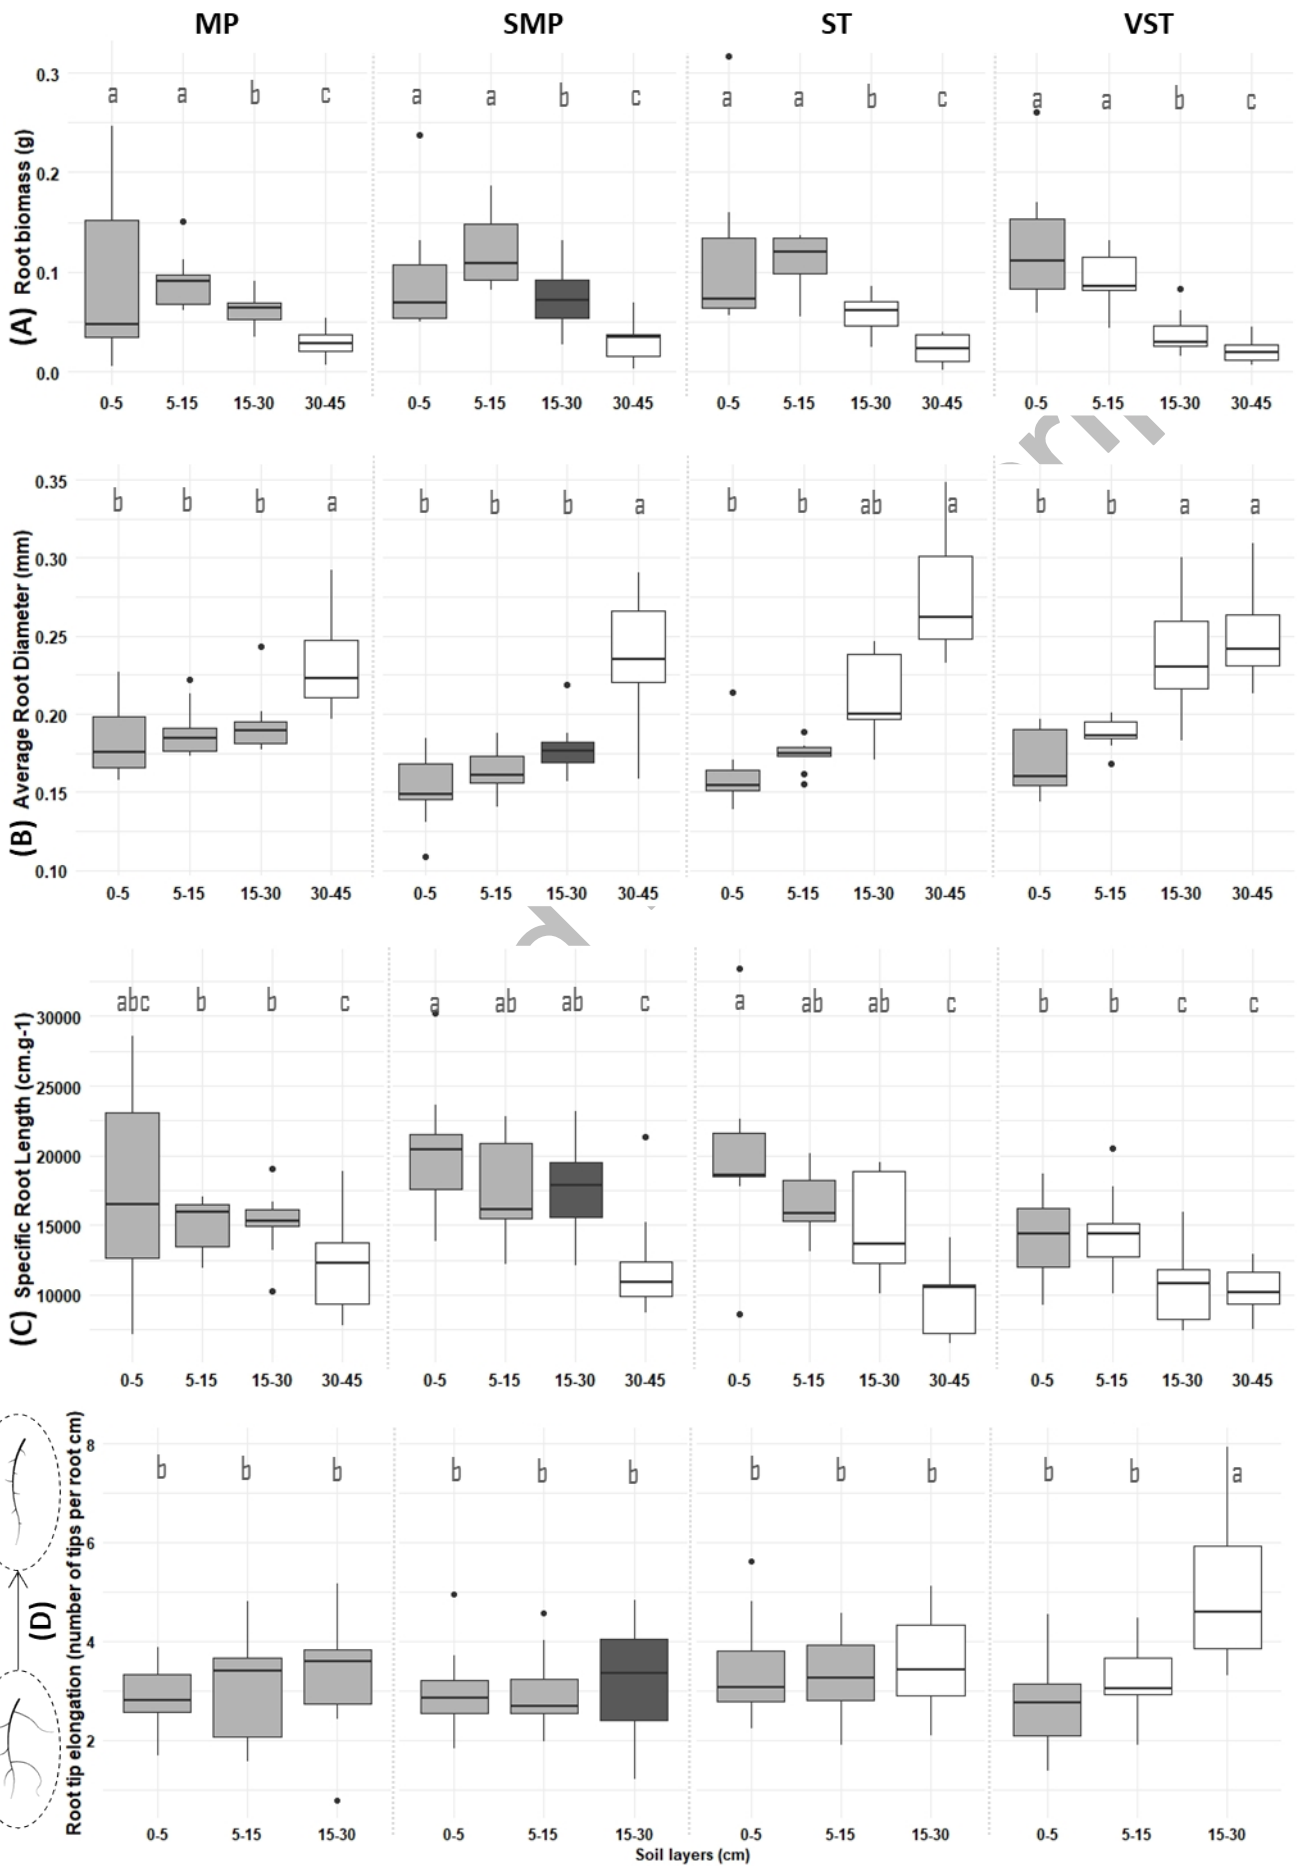 MP SMP ST VST
(A) Root biomass (g)
0.3
0.2
0.1
0.0
a a b c a a b c a a b c a a b c
0-5 5-15 15-30 30-45 0-5 5-15 15-30 30-45 0-5 5-15 15-30 30-45 0-5 5-15 15-30 30-45
(B) Average Root Diameter (mm)
0.35
0.30
0.25
0.20
0.15
0.10
b b b a b b b a b b ab a b b a a
0-5 5-15 15-30 30-45 0-5 5-15 15-30 30-45 0-5 5-15 15-30 30-45 0-5 5-15 15-30 30-45
(C) Specific Root Length (cm.g-1)
30000
25000
20000
15000
10000
abc b b c a ab ab c a ab ab c b b c c
0-5 5-15 15-30 30-45 0-5 5-15 15-30 30-45 0-5 5-15 15-30 30-45 0-5 5-15 15-30 30-45
(D) Root tip elongation (number of tips per root cm)
8
6
4
2
b b b b b b b b b b b a
0-5 5-15 15-30 0-5 5-15 15-30 0-5 5-15 15-30 0-5 5-15 15-30
Soil layers (cm)